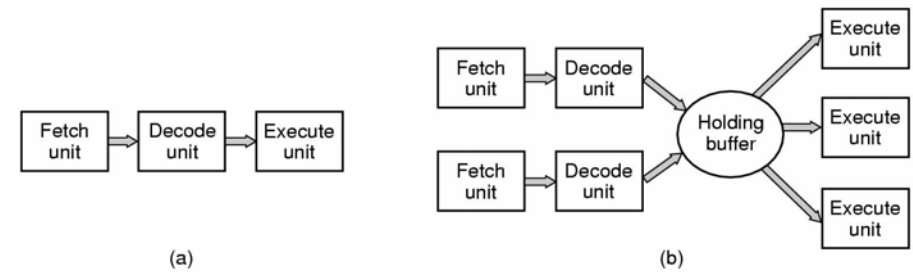 Fetch
unit
Decode
unit
Execute
unit
(a)
Fetch
unit
Decode
unit
Fetch
unit
Decode
unit
Holding
buffer
Execute
unit
Execute
unit
Execute
unit
(b)